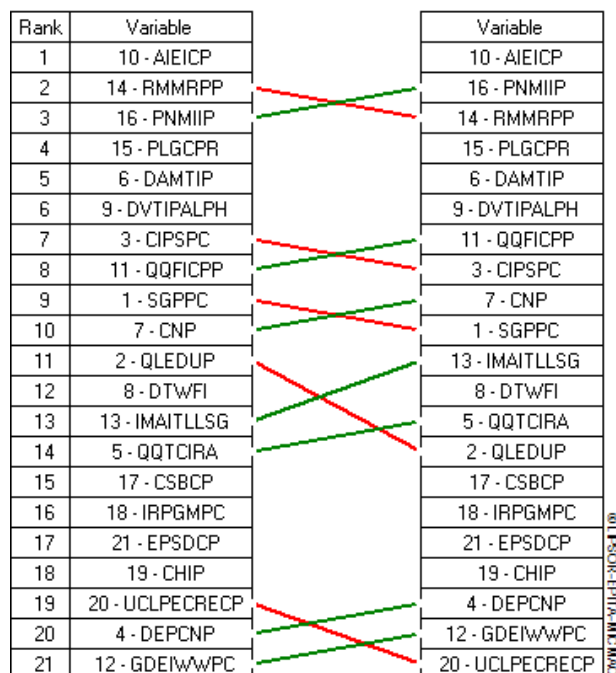 Rank Variable Variable
1 10 - AIEICP 10 - AIEICP
2 14 - RMMRPP 16 - PNMIIP
3 16 - PNMIIP 14 - RMMRPP
4 15 - PLGCPR 15 - PLGCPR
5 6 - DAMTIP 6 - DAMTIP
6 9 - DVTIPALPH 9 - DVTIPALPH
7 3 - CIPSPC 11 - QQFICPP
8 11 - QQFICPP 3 - CIPSPC
9 1 - SGPPC 7 - CNP
10 7 - CNP 1 - SGPPC
11 2 - QLEDUP 13 - IMAITLLSG
12 8 - DTWFI 8 - DTWFI
13 13 - IMAITLLSG 5 - QQTCIRA
14 5 - QQTCIRA 2 - QLEDUP
15 17 - CSBCP 17 - CSBCP
16 18 - IRPGMPC 18 - IRPGMPC
17 21 - EPSDCP 21 - EPSDCP
18 19 - CHIP 19 - CHIP
19 20 - UCLPECRECP 4 - DEPCNP
20 4 - DEPCNP 12 - GDEIWWPC
21 12 - GDEIWWPC 20 - UCLPECRECP